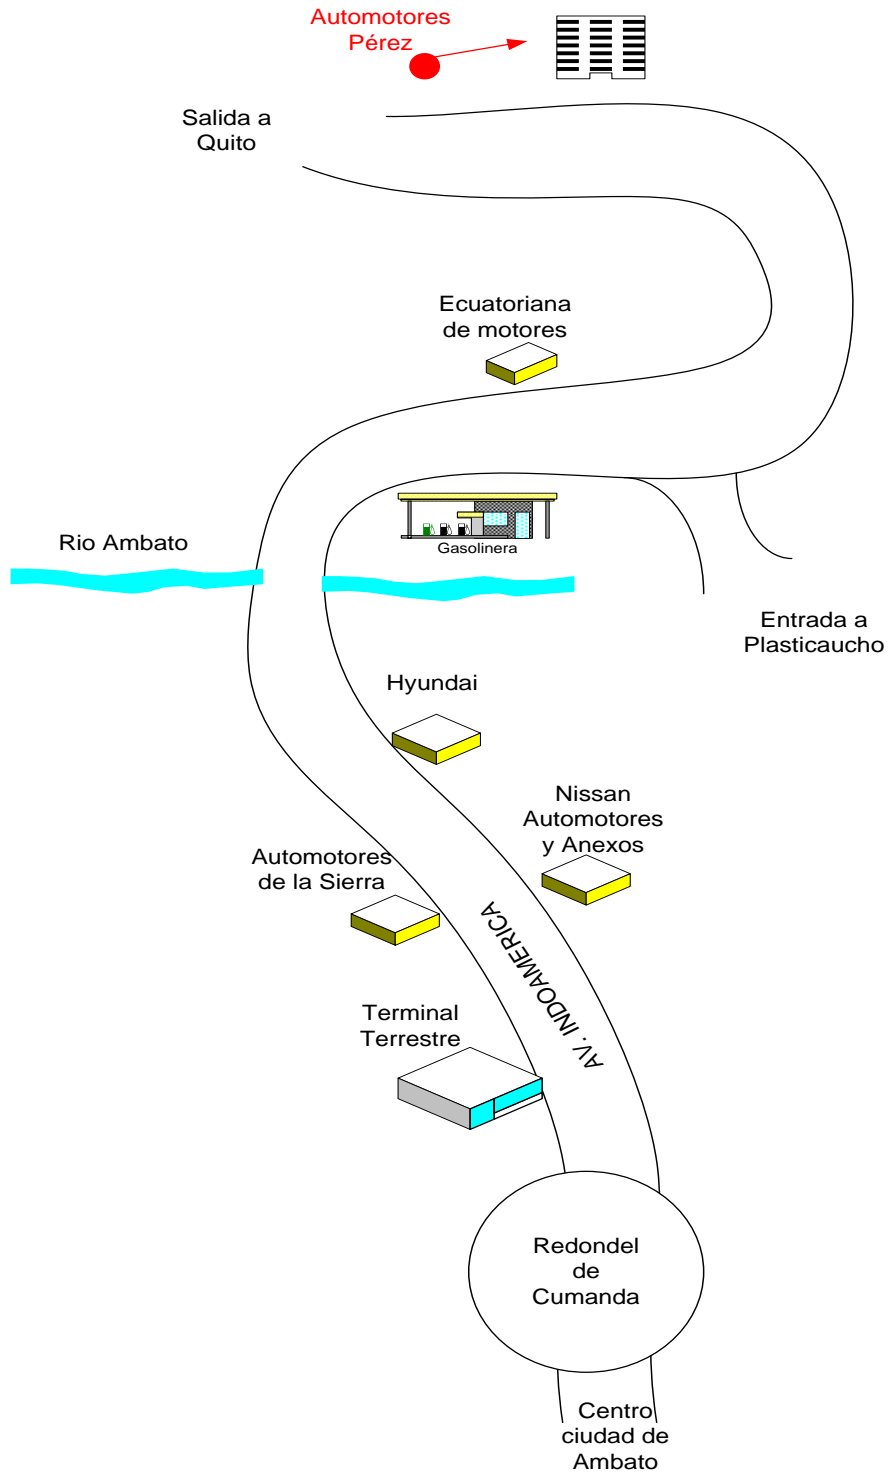 Automotores
Pérez
Salida a
Quito
Ecuatoriana
de motores
Gasolinera
Rio Ambato
Entrada a
Plasticaucho
Hyundai
Nissan
Automotores
y Anexos
Automotores
de la Sierra
AV. INDOAMERICA
Terminal
Terrestre
Redondel
de
Cumanda
Centro
ciudad de
Ambato